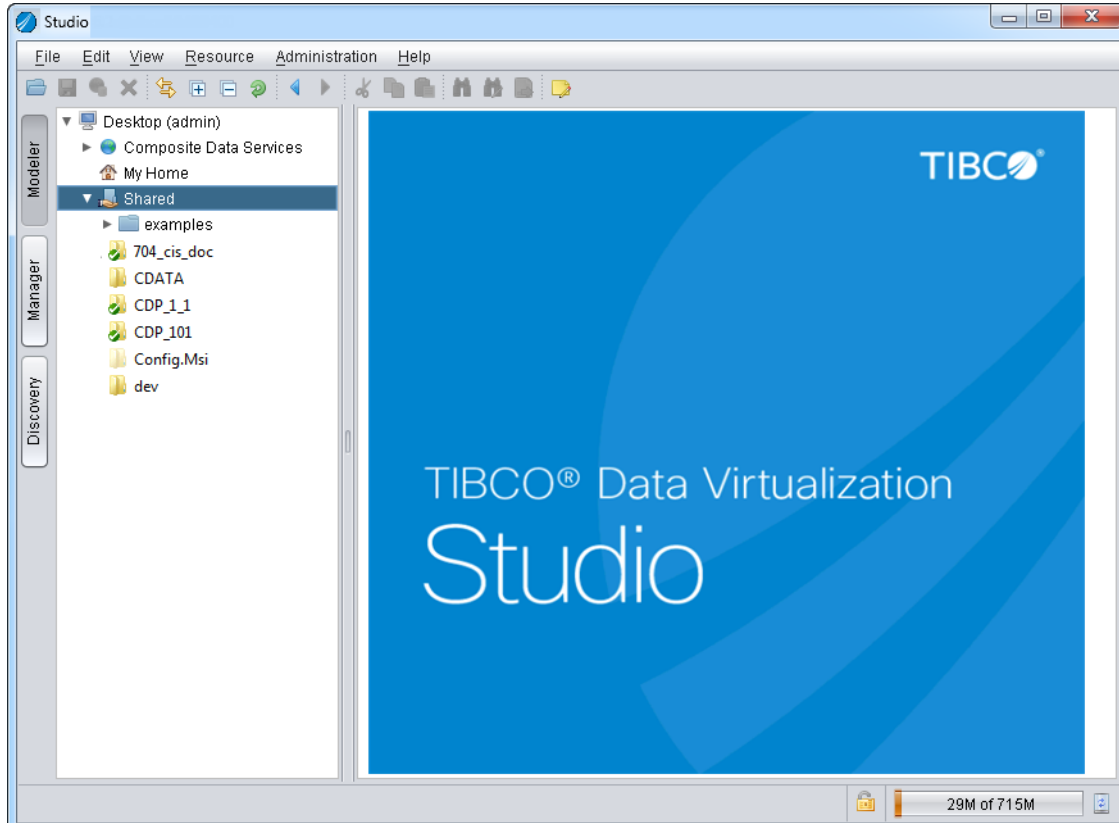 Studio
File Edit View Resource Administration Help
Modeler
Manager
Discovery
Desktop (admin)
Composite Data Services
My Home
Shared
examples
704_cis_doc
CDATA
CDP_1_1
CDP_101
Config.Msi
dev
TIBCO®
TIBCO® Data Virtualization
Studio
29M of 715M